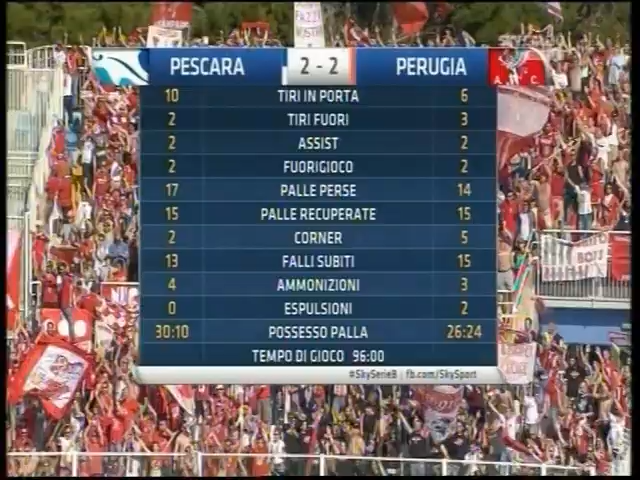 PESCARA 2 - 2 PERUGIA
A. C.
10 TIRI IN PORTA 6
2 TIRI FUORI 3
2 ASSIST 2
2 FUORIGIOCO 2
17 PALLE PERSE 14
15 PALLE RECUPERATE 15
2 CORNER 5
13 FALLI SUBITI 15
4 AMMONIZIONI 3
0 ESPULSIONI 2
30:10 POSSESSO PALLA 26:24
TEMPO DI GIOCO 96:00
#SkySerieB | fb.com/SkySport